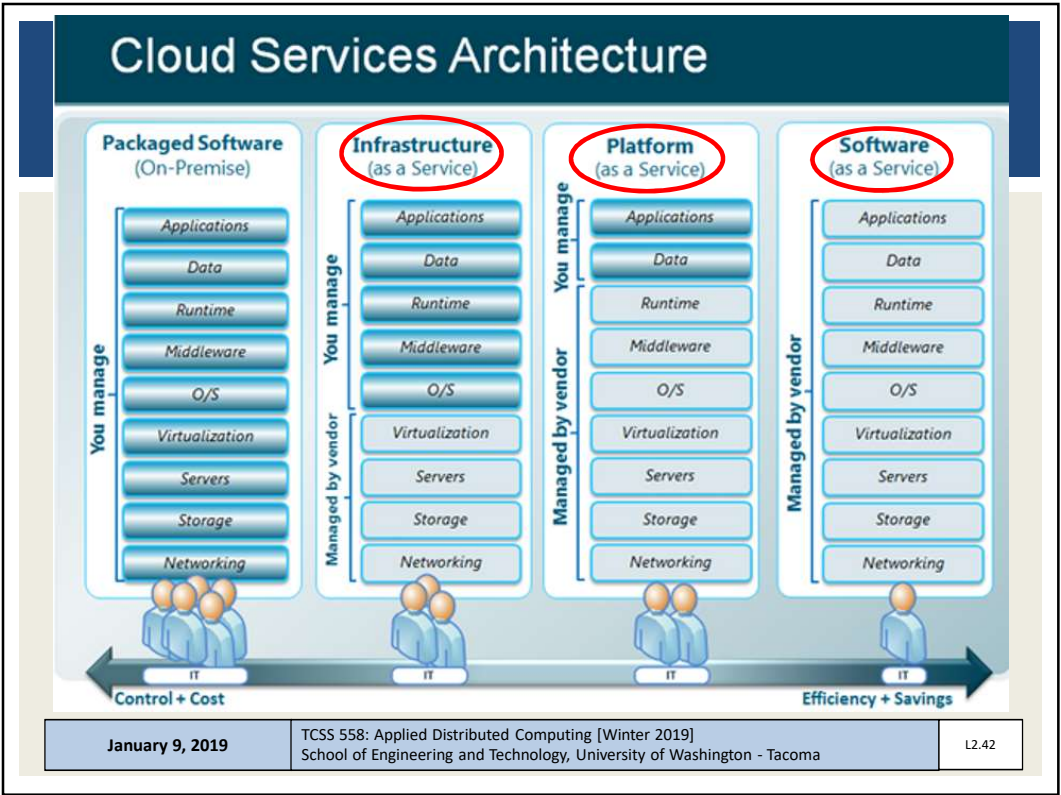 Cloud Services Architecture
Packaged Software
(On-Premise)
You manage
Applications
Data
Runtime
Middleware
O/S
Virtualization
Servers
Storage
Networking
IT
Infrastructure
(as a Service)
You manage
Applications
Data
Runtime
Middleware
O/S
Managed by vendor
Virtualization
Servers
Storage
Networking
IT
Platform
(as a Service)
You manage
Applications
Data
Managed by vendor
Runtime
Middleware
O/S
Virtualization
Servers
Storage
Networking
IT
Software
(as a Service)
Managed by vendor
Applications
Data
Runtime
Middleware
O/S
Virtualization
Servers
Storage
Networking
IT
Control + Cost
Efficiency + Savings
January 9, 2019
TCSS 558: Applied Distributed Computing [Winter 2019]
School of Engineering and Technology, University of Washington - Tacoma
L2.42